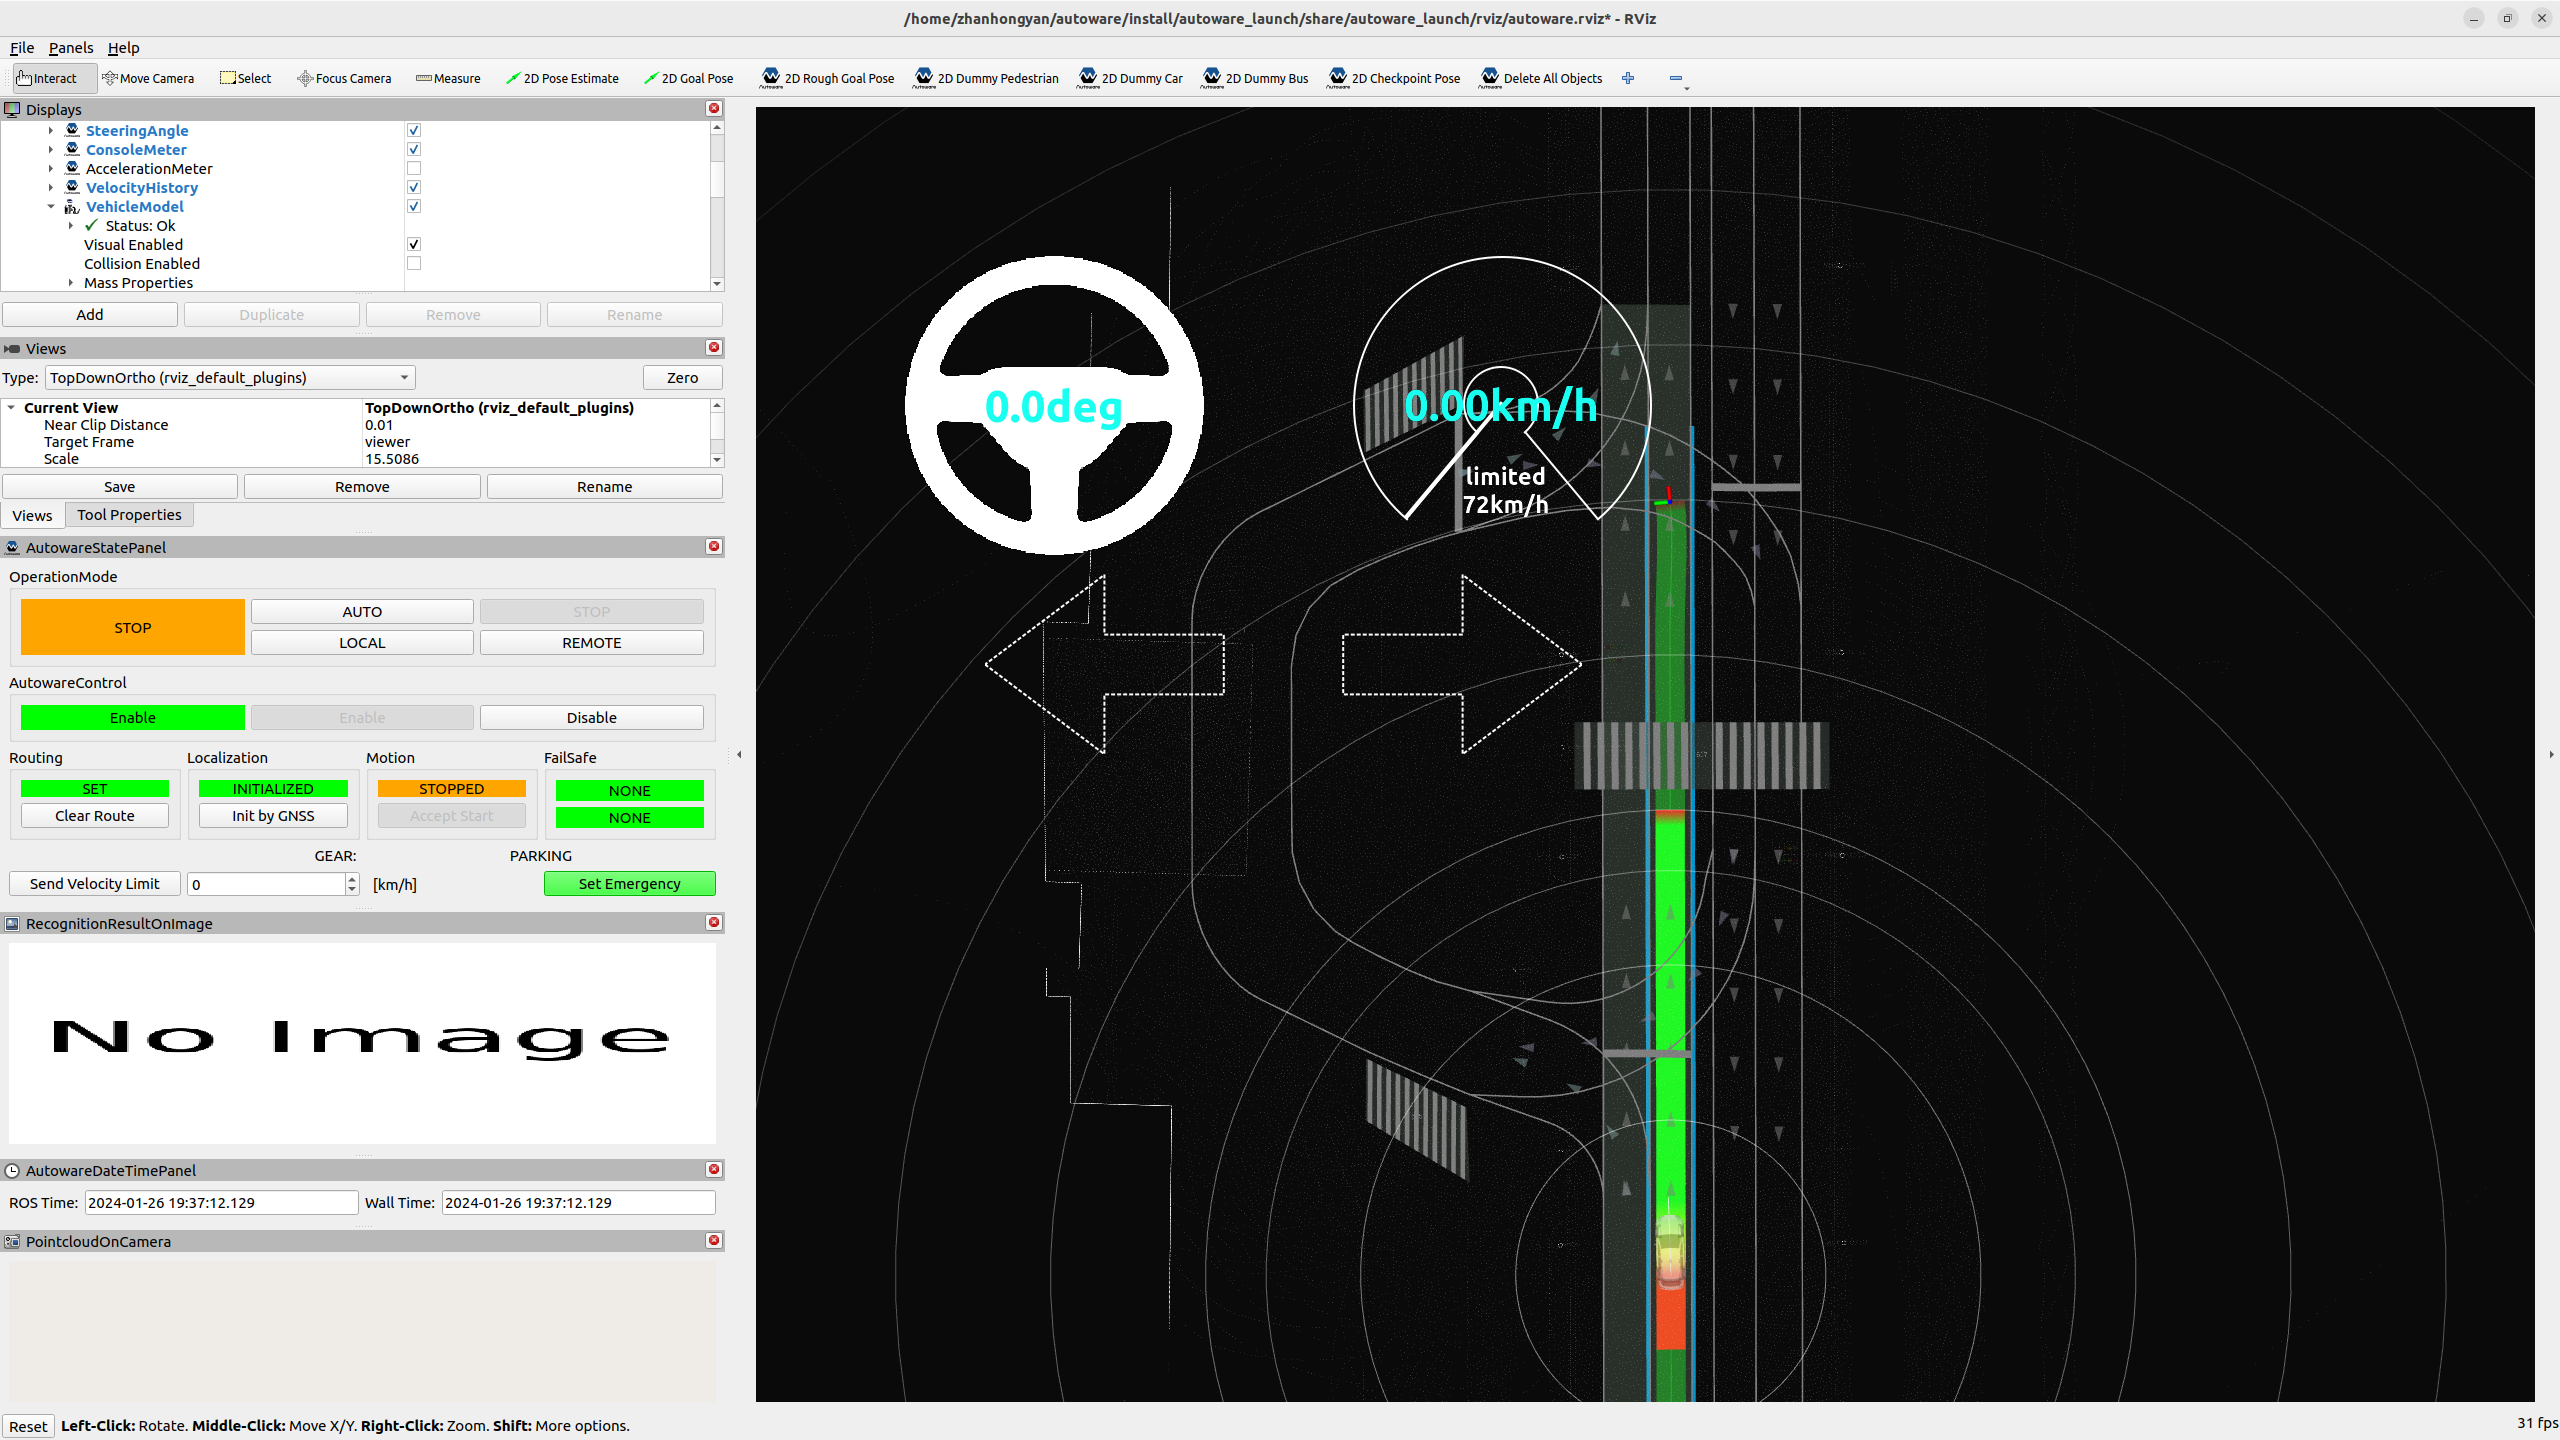 /home/zhanhongyan/autoware/install/autoware_launch/share/autoware_launch/rviz/autoware.rviz* - RViz
File Panels Help
Interact Move Camera Select Focus Camera Measure 2D Pose Estimate 2D Goal Pose 2D Rough Goal Pose 2D Dummy Pedestrian 2D Dummy Car 2D Dummy Bus 2D Checkpoint Pose Delete All Objects
Displays
SteeringAngle
ConsoleMeter
AccelerationMeter
VelocityHistory
VehicleModel
Status: Ok
Visual Enabled
Collision Enabled
Mass Properties
Add Duplicate Remove Rename
Views
Type: TopDownOrtho (rviz_default_plugins) Zero
Current View TopDownOrtho (rviz_default_plugins)
Near Clip Distance 0.01
Target Frame viewer
Scale 15.5086
Save Remove Rename
Views Tool Properties
AutowareStatePanel
OperationMode
STOP AUTO STOP
LOCAL REMOTE
AutowareControl
Enable Enable Disable
Routing Localization Motion FailSafe
SET INITIALIZED STOPPED NONE
Clear Route Init by GNSS Accept Start NONE
GEAR: PARKING
Send Velocity Limit 0 [km/h] Set Emergency
RecognitionResultOnImage
No Image
AutowareDateTimePanel
ROS Time: 2024-01-26 19:37:12.129 Wall Time: 2024-01-26 19:37:12.129
PointcloudOnCamera
0.0deg
0.00km/h
limited
72km/h
Reset Left-Click: Rotate. Middle-Click: Move X/Y. Right-Click: Zoom. Shift: More options.
31 fps